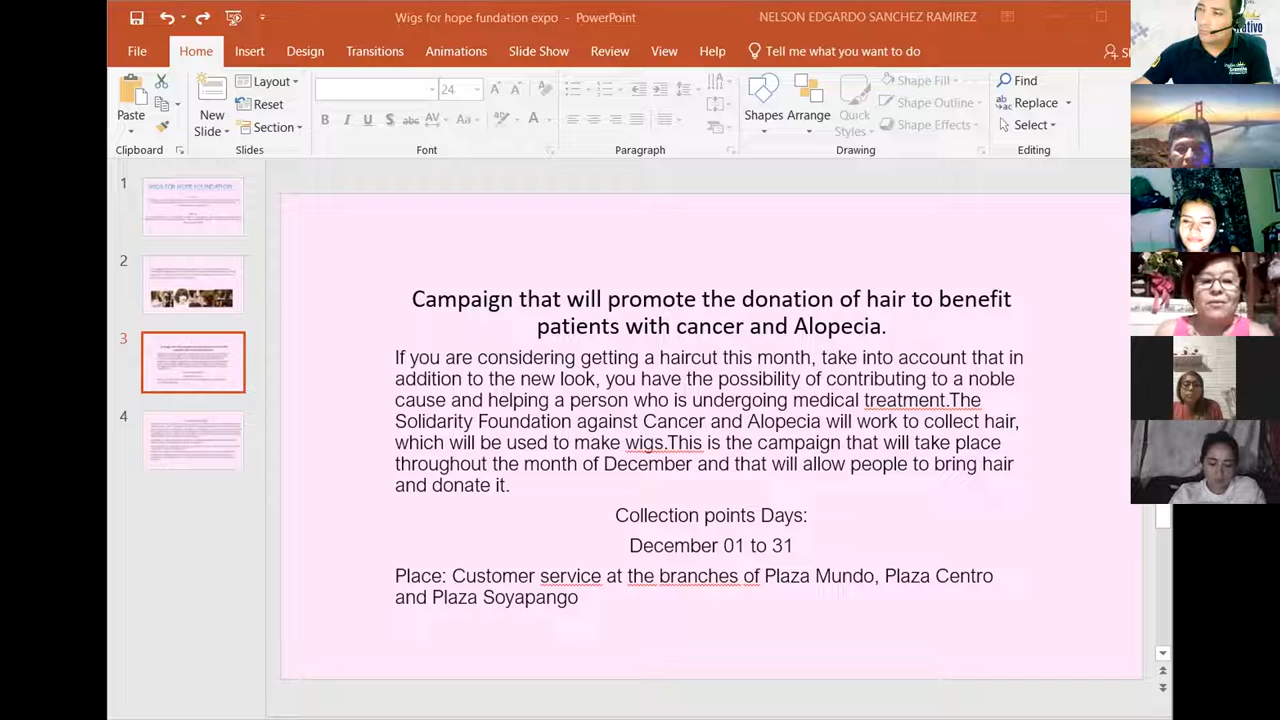 Wigs for hope fundation expo - PowerPoint
NELSON EDGARDO SANCHEZ RAMIREZ
File Home Insert Design Transitions Animations Slide Show Review View Help Tell me what you want to do
Paste
Clipboard
New Slide
Layout
Reset
Section
Slides
24
Font
Paragraph
Shapes
Arrange
Quick Styles
Shape Fill
Shape Outline
Shape Effects
Drawing
Find
Replace
Select
Editing
1
WIGS FOR HOPE FOUNDATION
2
3
4
Campaign that will promote the donation of hair to benefit
patients with cancer and Alopecia.
If you are considering getting a haircut this month, take into account that in
addition to the new look, you have the possibility of contributing to a noble
cause and helping a person who is undergoing medical treatment.The
Solidarity Foundation against Cancer and Alopecia will work to collect hair,
which will be used to make wigs.This is the campaign that will take place
throughout the month of December and that will allow people to bring hair
and donate it.
Collection points Days:
December 01 to 31
Place: Customer service at the branches of Plaza Mundo, Plaza Centro
and Plaza Soyapango